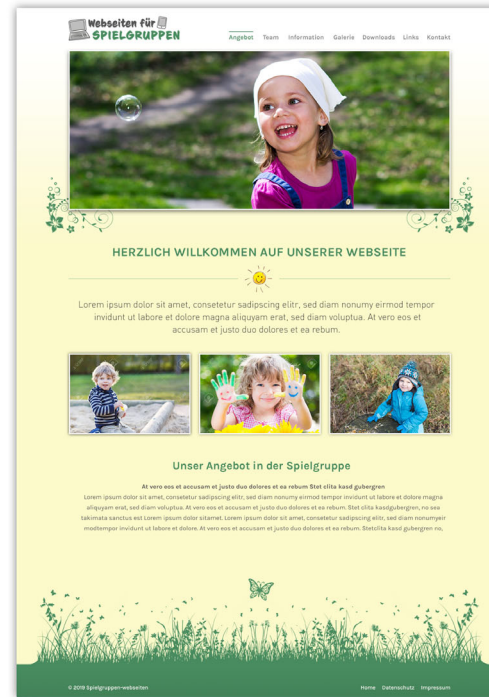 Webseiten für
SPIELGRUPPEN
Angebot Team Information Galerie Downloads Links Kontakt
HERZLICH WILLKOMMEN AUF UNSERER WEBSEITE
Lorem ipsum dolor sit amet, consetetur sadipscing elitr, sed diam nonumy eirmod tempor
invidunt ut labore et dolore magna aliquyam erat, sed diam voluptua. At vero eos et
accusam et justo duo dolores et ea rebum.
Unser Angebot in der Spielgruppe
At vero eos et accusam et justo duo dolores et ea rebum Stet clita kasd gubergren
Lorem ipsum dolor sit amet, consetetur sadipscing elitr, sed diam nonumy eirmod tempor invidunt ut labore et dolore magna
aliquyam erat, sed diam voluptua. At vero eos et accusam et justo duo dolores et ea rebum. Stet clita kasdgubergren, no sea
takimata sanctus est Lorem ipsum dolor sitamet. Lorem ipsum dolor sit amet, consetetur sadipscing elitr, sed diam nonumyeir
modtempor invidunt ut labore et dolore. At vero eos et accusam et justo duo dolores et ea rebum. Stetclita kasd gubergren no,
© 2019 Spielgruppen-webseiten
Home Datenschutz Impressum